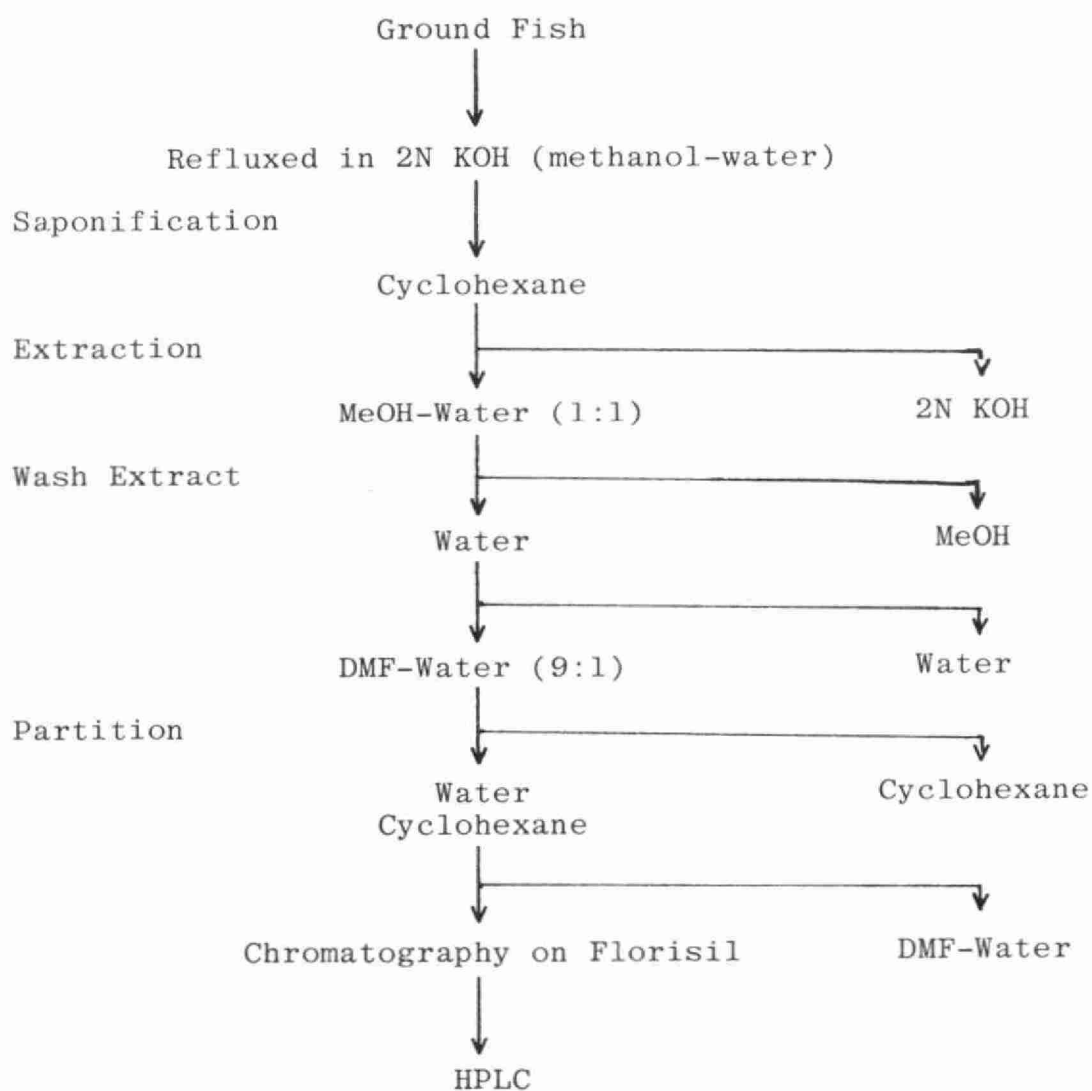 Ground Fish
Refluxed in 2N KOH (methanol-water)
Saponification
Cyclohexane
Extraction
MeOH-Water (1:1)
2N KOH
Wash Extract
Water
MeOH
DMF-Water (9:1)
Water
Partition
Water
Cyclohexane
Cyclohexane
Chromatography on Florisil
DMF-Water
HPLC